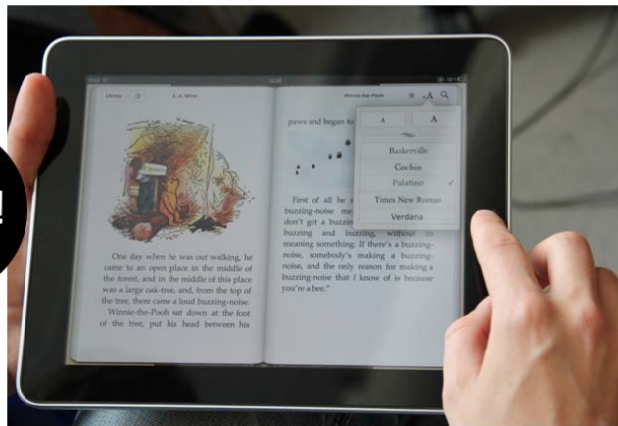 !
iPad
Library
A. A. Milne
One day when he was out walking, he
came to an open place in the middle of
the forest, and in the middle of this place
was a large oak-tree, and, from the top of
the tree, there came a loud buzzing-noise.
Winnie-the-Pooh sat down at the foot
of the tree, put his head between his
Winnie-the-Pooh
A
paws and began to
A A
Baskerville
Cochin
Palatino ✓
Times New Roman
Verdana
First of all he s
buzzing-noise me
don't get a buzzin
buzzing and buzzing, without its
meaning something. If there's a buzzing-
noise, somebody's making a buzzing-
noise, and the only reason for making a
buzzing-noise that I know of is because
you're a bee."